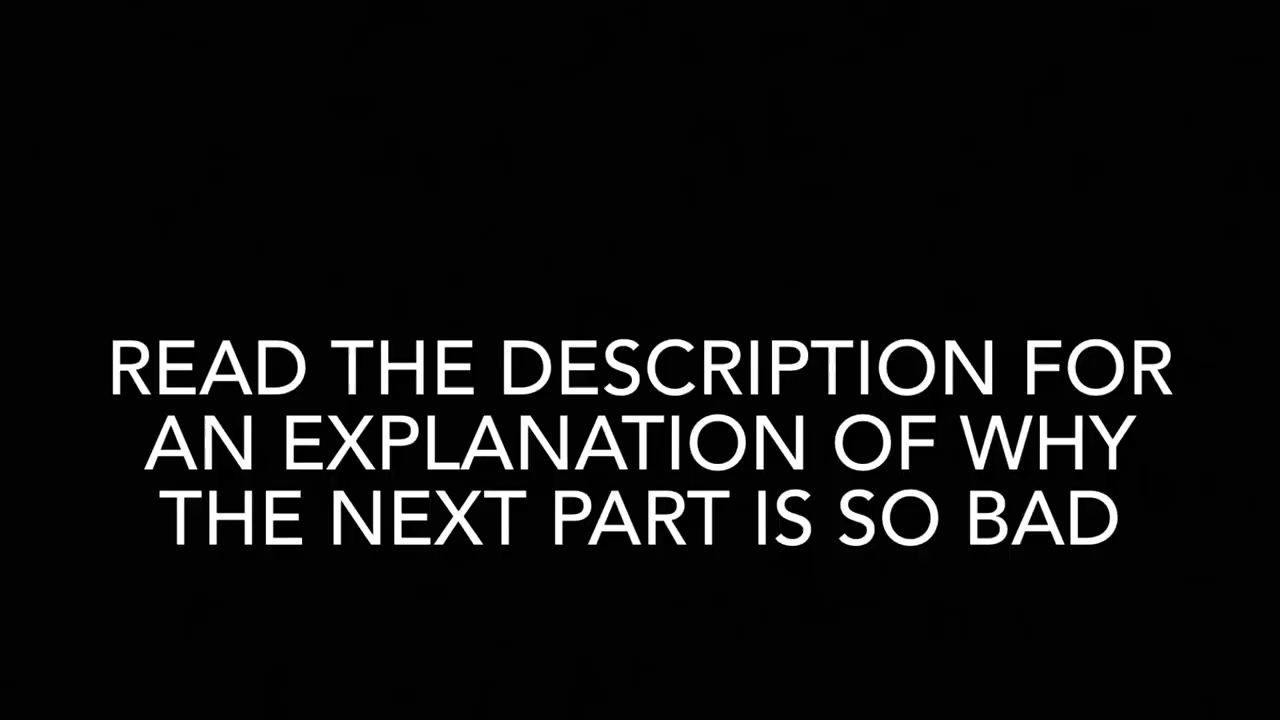 READ THE DESCRIPTION FOR
AN EXPLANATION OF WHY
THE NEXT PART IS SO BAD